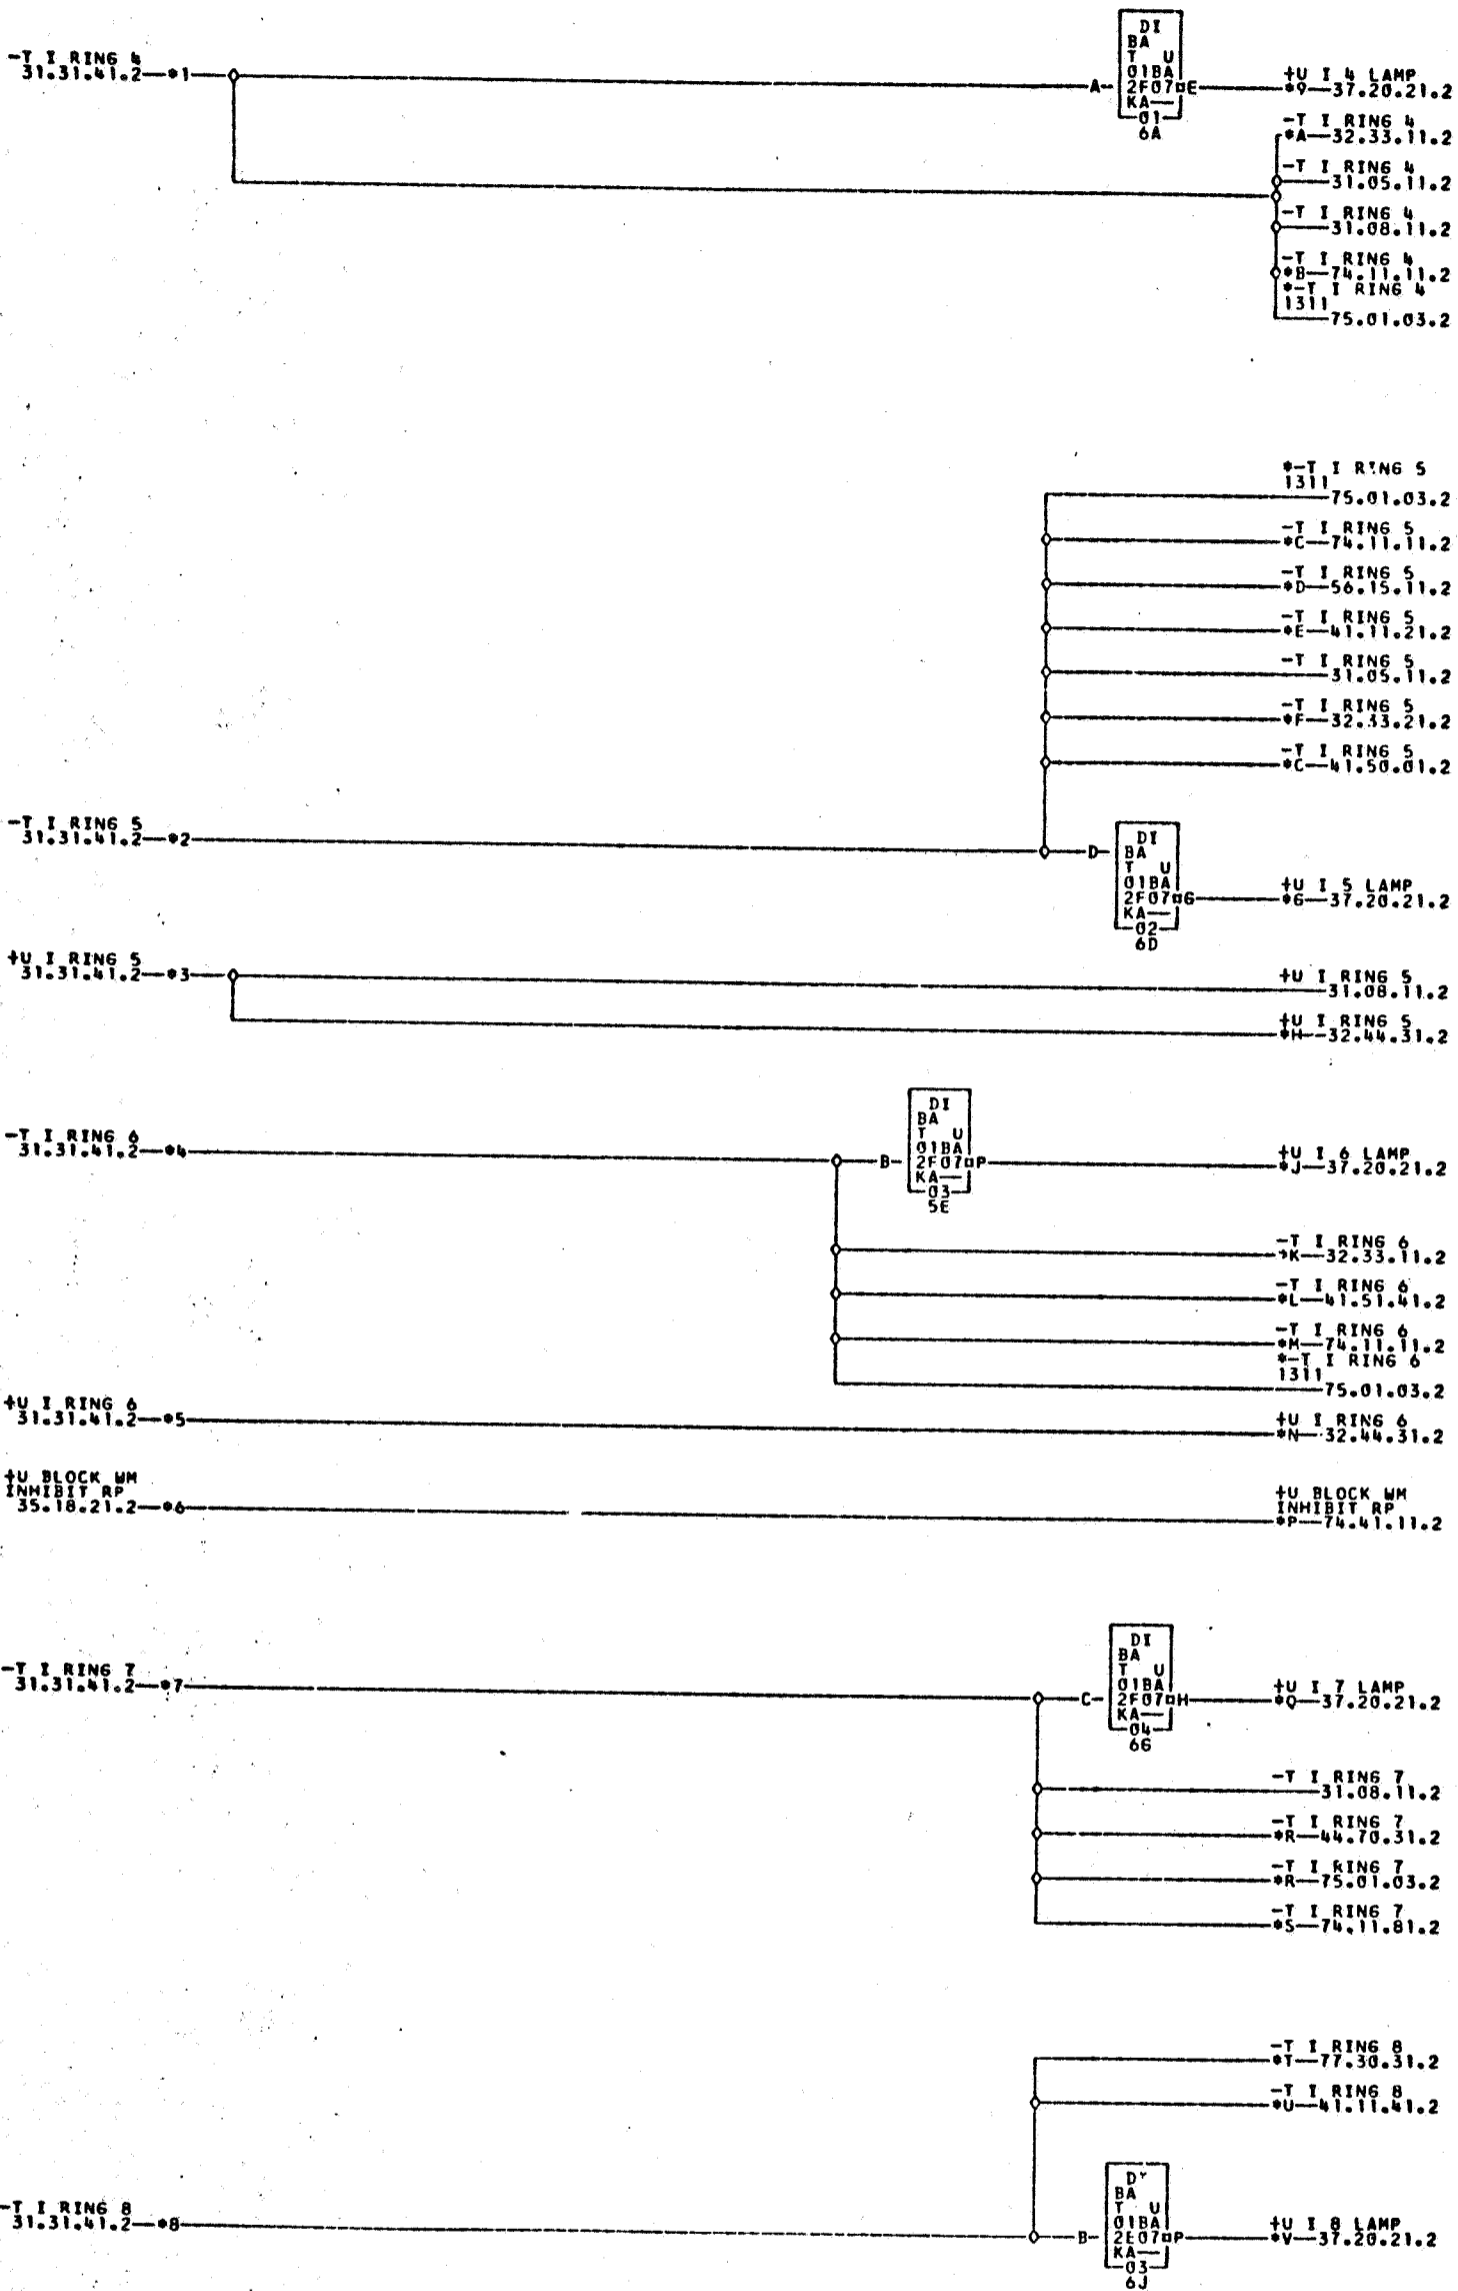 -T I RING 4
31.31.41.2—*1
DI
BA
T U
01BA
A- 2F07 E
KA
01
6A
+U I 4 LAMP
*9—37.20.21.2
-T I RING 4
*A—32.33.11.2
-T I RING 4
31.05.11.2
-T I RING 4
31.08.11.2
-T I RING 4
*B—74.11.11.2
*-T I RING 4
1311
75.01.03.2
*-T I RING 5
1311
75.01.03.2
-T I RING 5
*C—74.11.11.2
-T I RING 5
*D—56.15.11.2
-T I RING 5
*E—41.11.21.2
-T I RING 5
31.05.11.2
-T I RING 5
*F—32.33.21.2
-T I RING 5
*C—41.50.01.2
-T I RING 5
31.31.41.2—*2
DI
D- BA
T U
01BA
2F07 G
KA
02
6D
+U I 5 LAMP
*G—37.20.21.2
+U I RING 5
31.31.41.2—*3
+U I RING 5
31.08.11.2
+U I RING 5
*H—32.44.31.2
-T I RING 6
31.31.41.2—*4
DI
BA
T U
01BA
B- 2F07 P
KA
03
5E
+U I 6 LAMP
*J—37.20.21.2
-T I RING 6
*K—32.33.11.2
-T I RING 6
*L—41.51.41.2
-T I RING 6
*M—74.11.11.2
*-T I RING 6
1311
75.01.03.2
+U I RING 6
31.31.41.2—*5
+U I RING 6
*N—32.44.31.2
+U BLOCK WM
INHIBIT RP
35.18.21.2—*6
+U BLOCK WM
INHIBIT RP
*P—74.41.11.2
-T I RING 7
31.31.41.2—*7
DI
BA
T U
01BA
C- 2F07 H
KA
04
6G
+U I 7 LAMP
*Q—37.20.21.2
-T I RING 7
31.08.11.2
-T I RING 7
*R—44.70.31.2
-T I RING 7
*R—75.01.03.2
-T I RING 7
*S—74.11.81.2
-T I RING 8
*T—77.30.31.2
-T I RING 8
*U—41.11.41.2
-T I RING 8
31.31.41.2—*8
BA
T U
01BA
B- 2E07 P
KA
03
6J
+U I 8 LAMP
*V—37.20.21.2